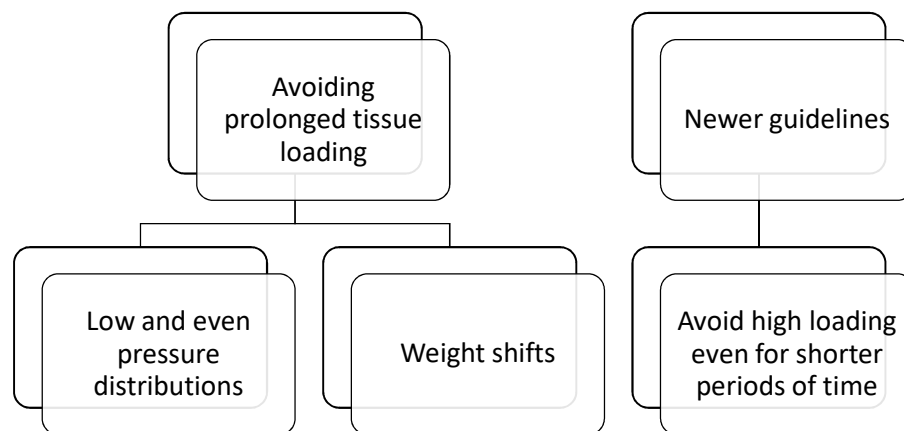 Avoiding
prolonged tissue
loading
Newer guidelines
Low and even
pressure
distributions
Weight shifts
Avoid high loading
even for shorter
periods of time